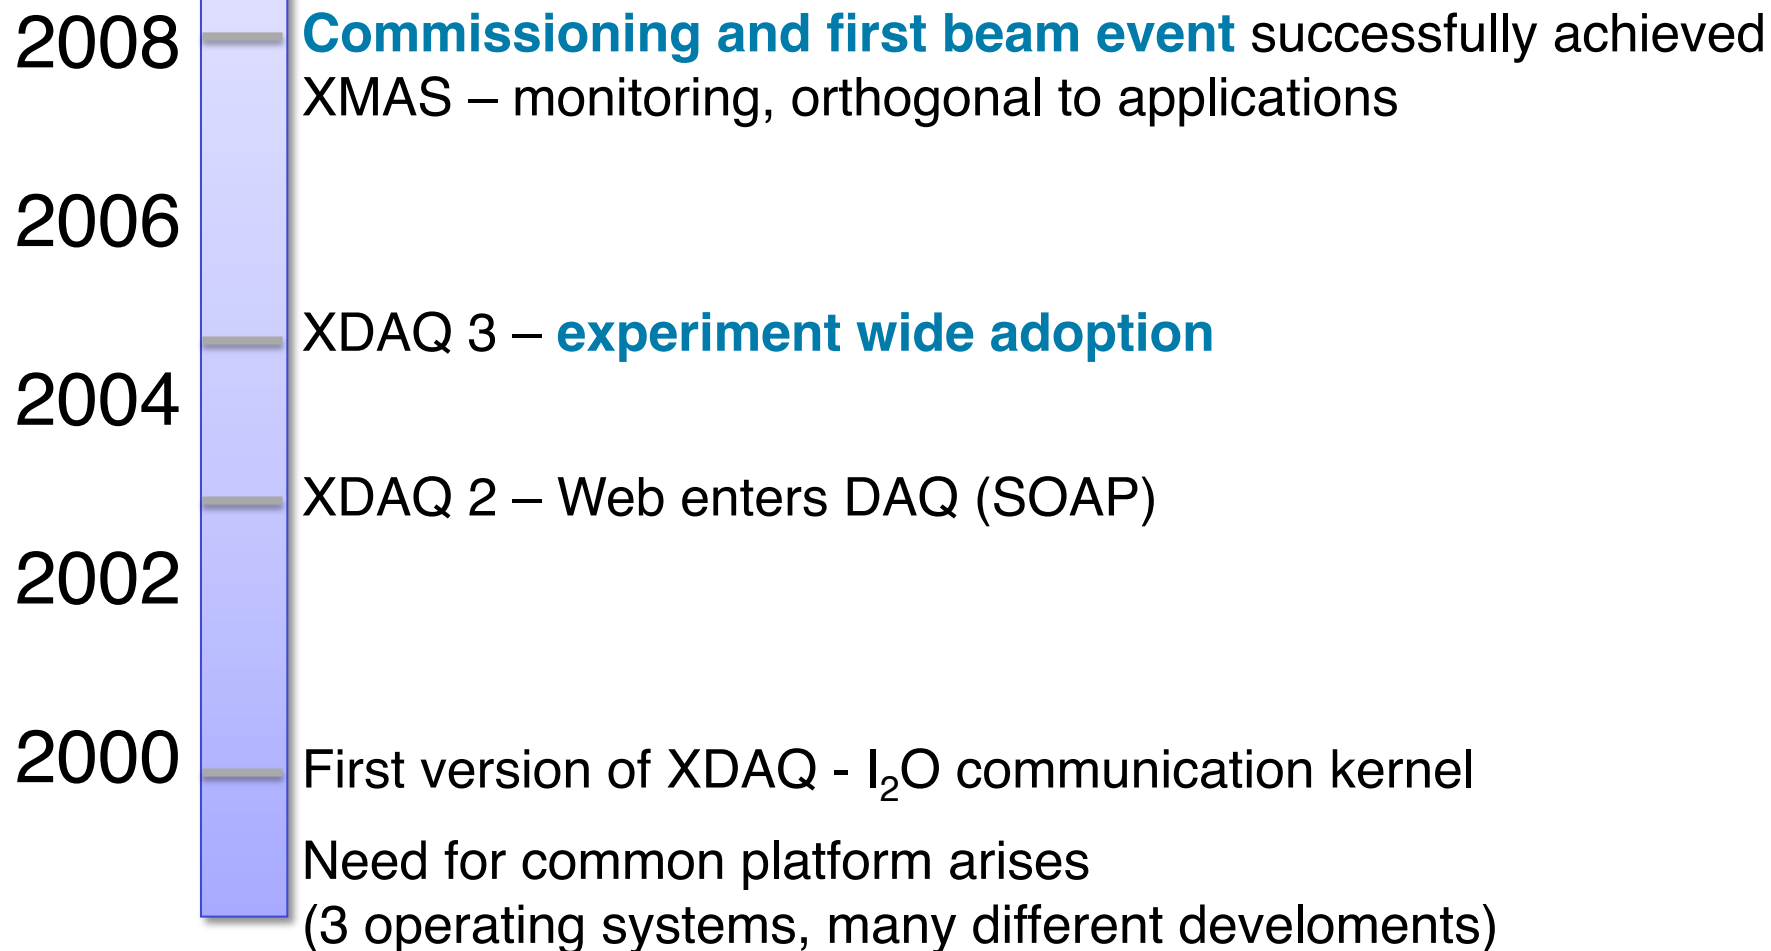 2008
Commissioning and first beam event successfully achieved
XMAS – monitoring, orthogonal to applications
2006
XDAQ 3 – experiment wide adoption
2004
XDAQ 2 – Web enters DAQ (SOAP)
2002
2000
First version of XDAQ - I₂O communication kernel
Need for common platform arises
(3 operating systems, many different develoments)